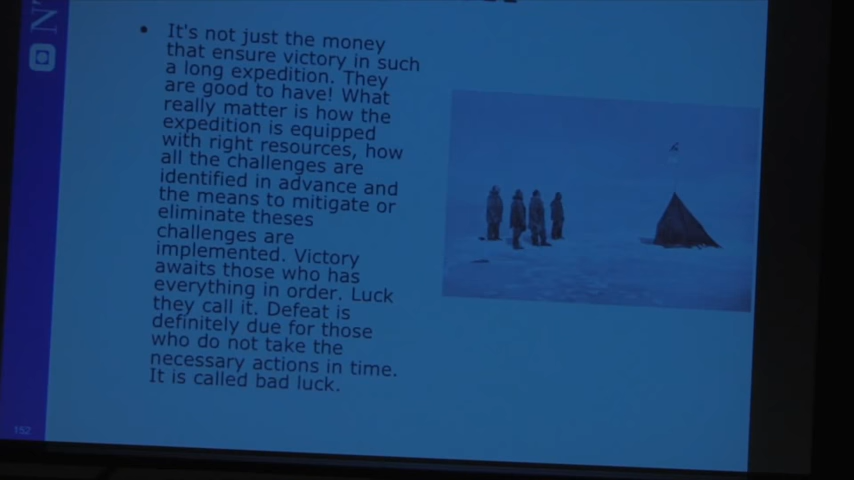 It's not just the money
that ensure victory in such
a long expedition. They
are good to have! What
really matter is how the
expedition is equipped
with right resources, how
all the challenges are
identified in advance and
the means to mitigate or
eliminate theses
challenges are
implemented. Victory
awaits those who has
everything in order. Luck
they call it. Defeat is
definitely due for those
who do not take the
necessary actions in time.
It is called bad luck.
152